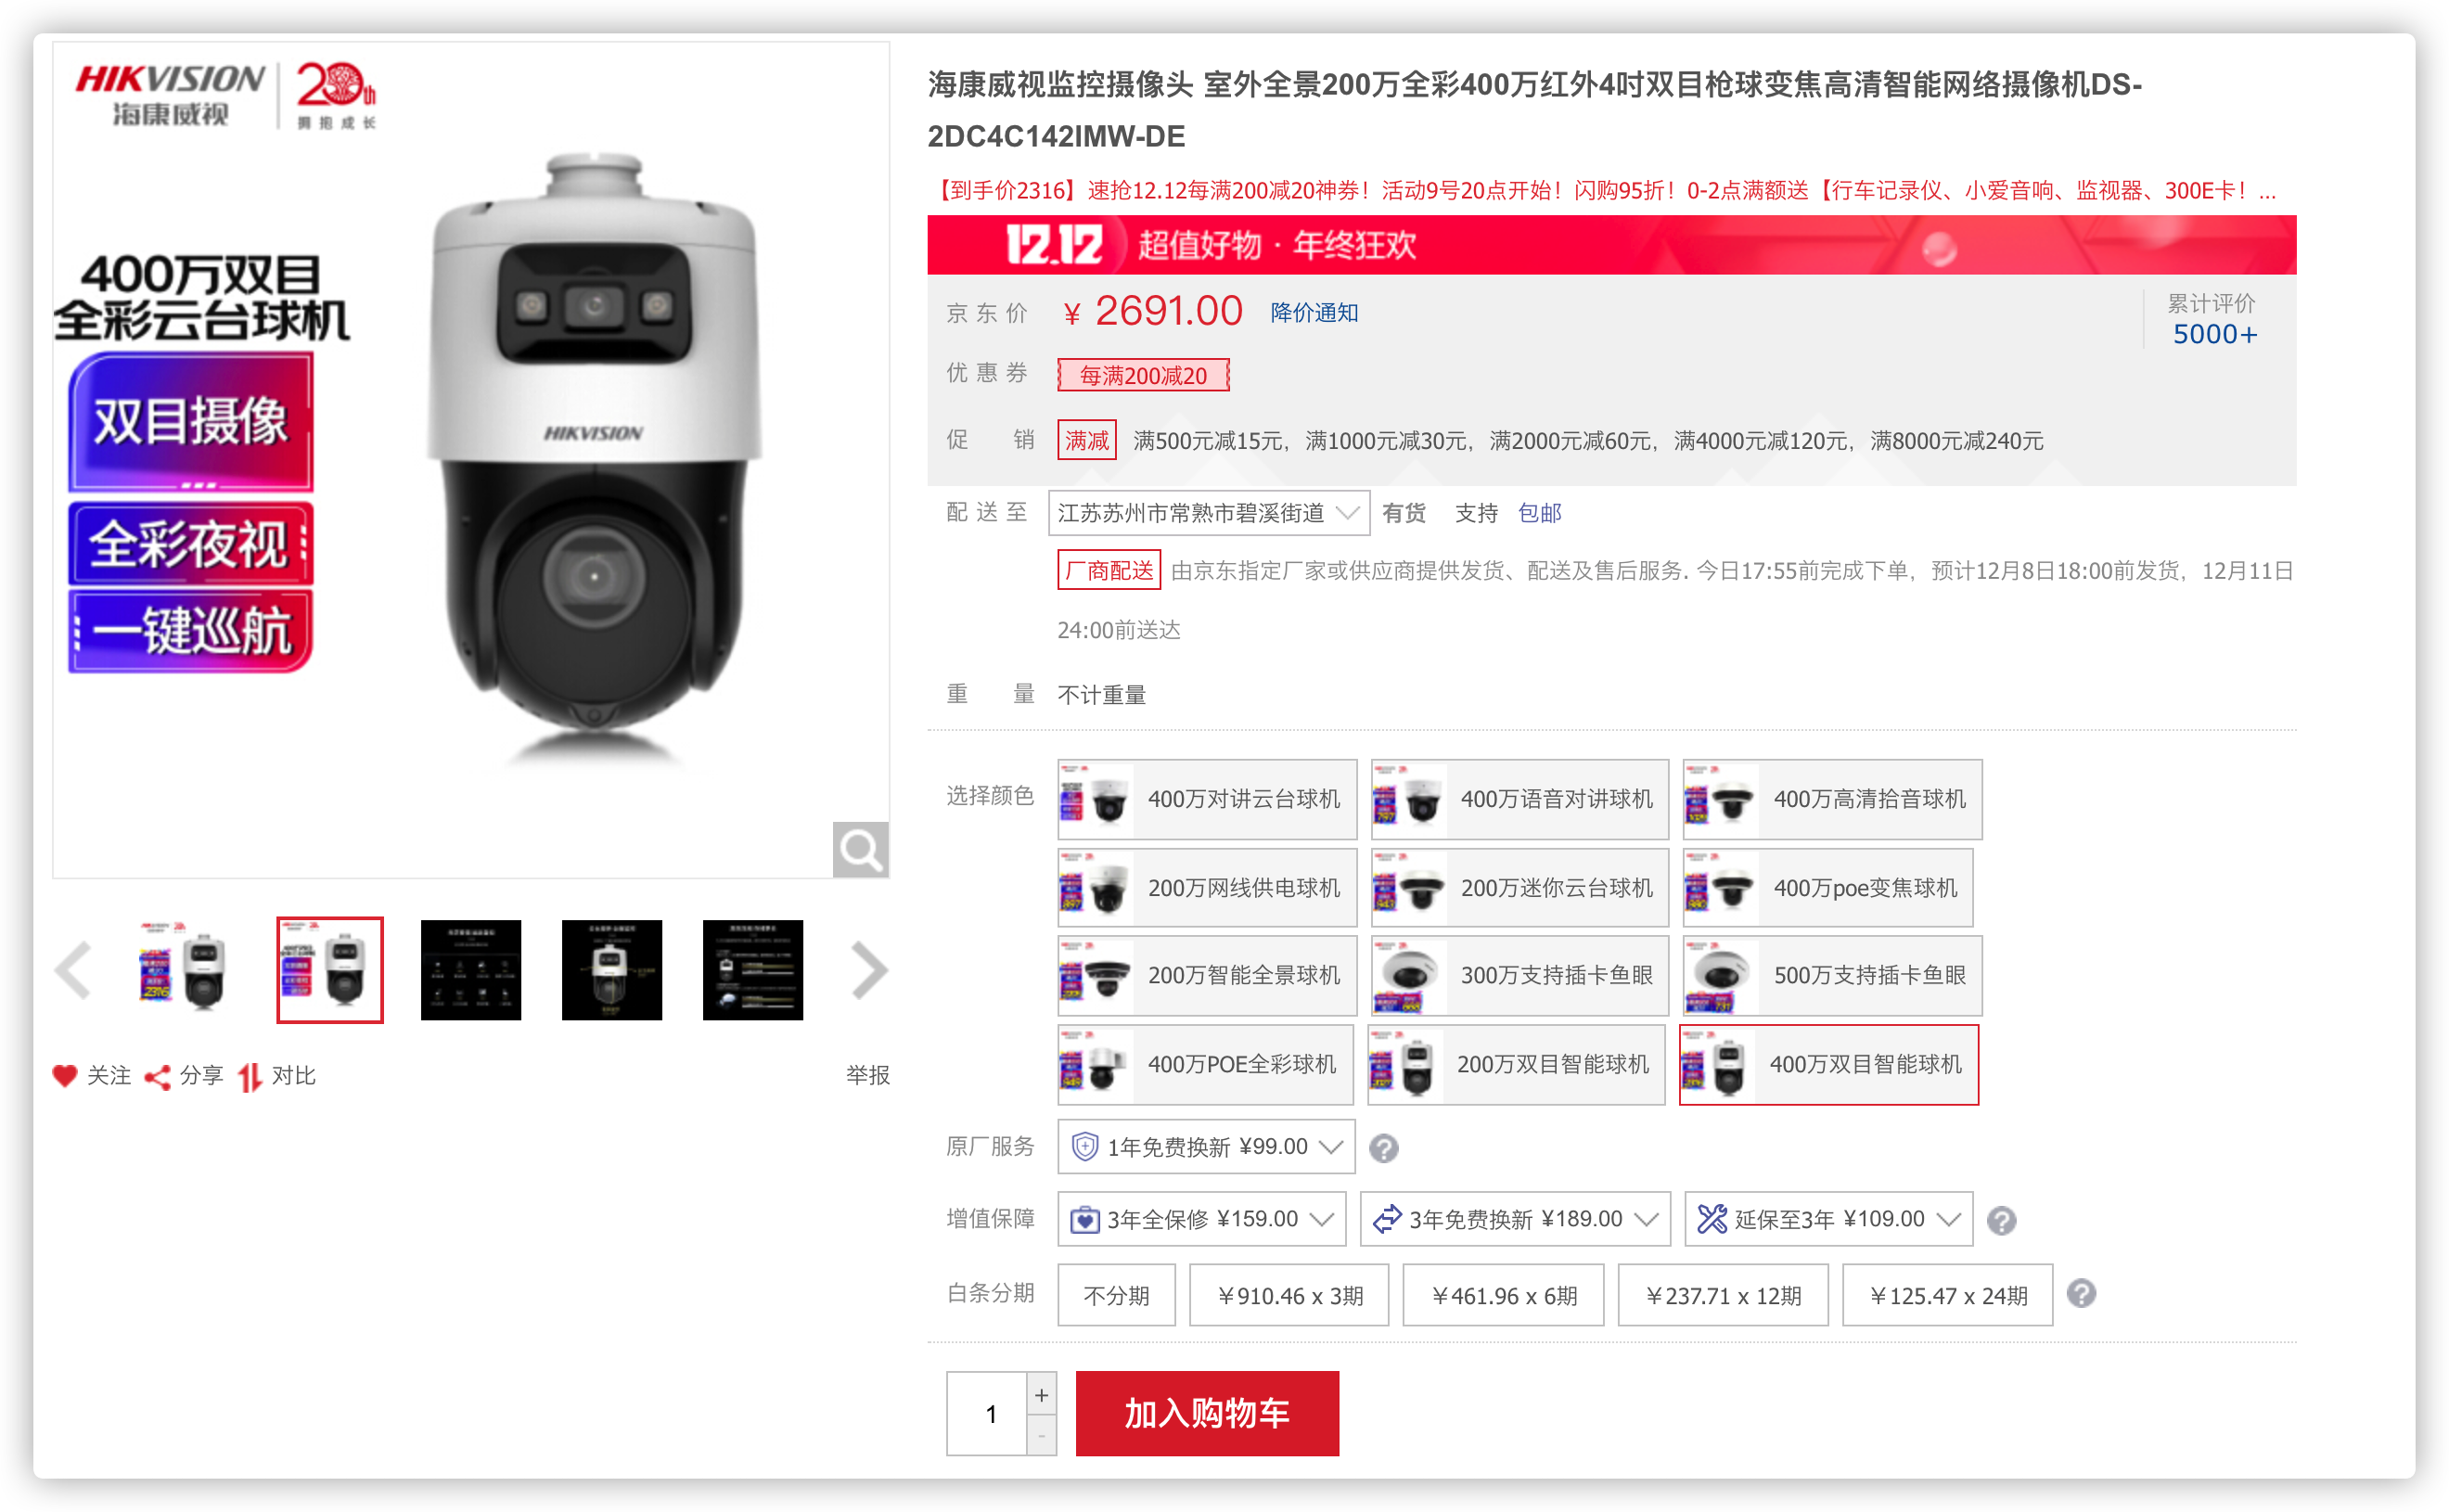 HIKVISION
海康威视
20th
拥抱成长
400万双目
全彩云台球机
双目摄像
全彩夜视
一键巡航
HIKVISION
关注 分享 对比 举报
海康威视监控摄像头 室外全景200万全彩400万红外4吋双目枪球变焦高清智能网络摄像机DS-
2DC4C142IMW-DE
【到手价2316】速抢12.12每满200减20神券！活动9号20点开始！闪购95折！0-2点满额送【行车记录仪、小爱音响、监视器、300E卡！...
12.12 超值好物 · 年终狂欢
京东价 ￥ 2691.00 降价通知
累计评价
5000+
优惠券 每满200减20
促销 满减 满500元减15元，满1000元减30元，满2000元减60元，满4000元减120元，满8000元减240元
配送至 江苏苏州市常熟市碧溪街道 有货 支持 包邮
厂商配送 由京东指定厂家或供应商提供发货、配送及售后服务. 今日17:55前完成下单，预计12月8日18:00前发货，12月11日
24:00前送达
重量 不计重量
选择颜色 400万对讲云台球机 400万语音对讲球机 400万高清拾音球机
200万网线供电球机 200万迷你云台球机 400万poe变焦球机
200万智能全景球机 300万支持插卡鱼眼 500万支持插卡鱼眼
400万POE全彩球机 200万双目智能球机 400万双目智能球机
原厂服务 1年免费换新 ¥99.00 ?
增值保障 3年全保修 ¥159.00 3年免费换新 ¥189.00 延保至3年 ¥109.00 ?
白条分期 不分期 ￥910.46 x 3期 ￥461.96 x 6期 ￥237.71 x 12期 ￥125.47 x 24期 ?
1 + -
加入购物车